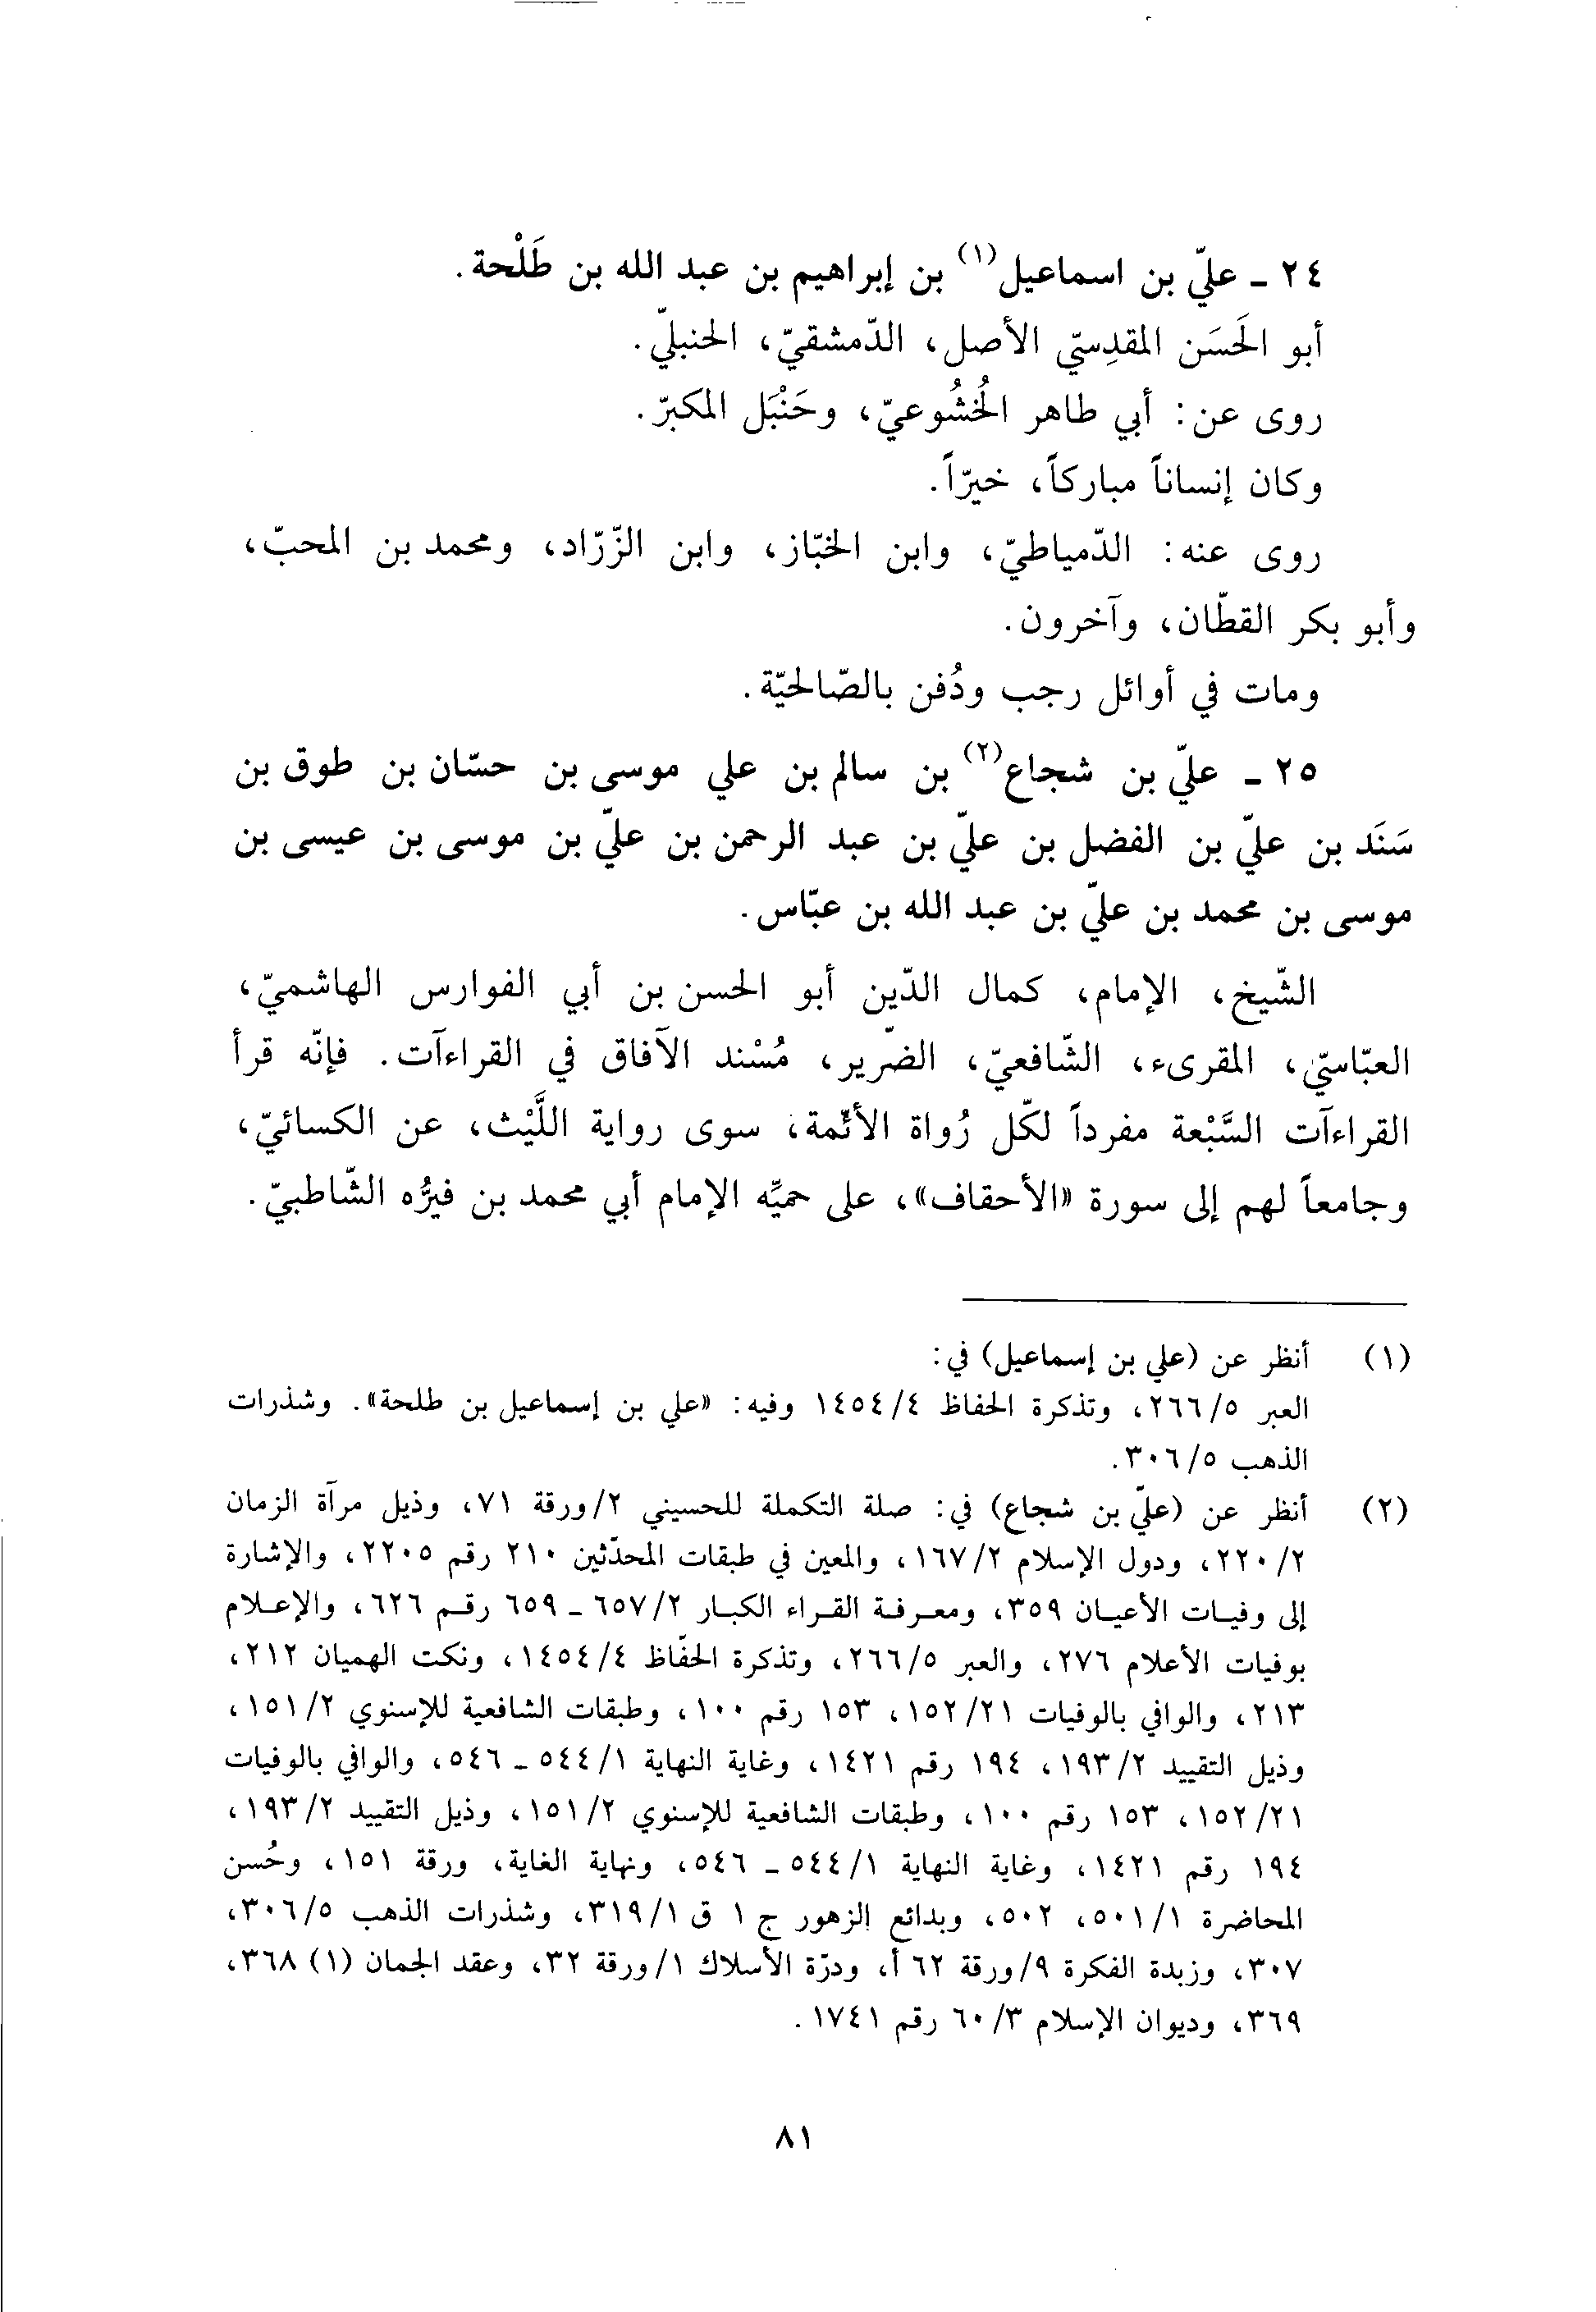 ٢٤ ـ عليّ بن اسماعيل(١) بن إبراهيم بن عبد الله بن طَلْحة.
أبو الحَسَن المقدِسيّ الأصل، الدّمشقيّ، الحنبليّ.
روى عن: أبي طاهر الخُشُوعيّ، وحَنْبَل المكبرّ.
وكان إنساناً مباركاً، خيرّاً.
روى عنه: الدّمياطيّ، وابن الخبّاز، وابن الزّرّاد، ومحمد بن المحبّ،
وأبو بكر القطّان، وآخرون.
ومات في أوائل رجب ودُفن بالصّالحيّة.
٢٥ ـ عليّ بن شجاع(٢) بن سالم بن علي موسى بن حسّان بن طوق بن
سَنَد بن عليّ بن الفضل بن عليّ بن عبد الرحمن بن عليّ بن موسى بن عيسى بن
موسى بن محمد بن عليّ بن عبد الله بن عبّاس.
الشّيخ، الإمام، كمال الدّين أبو الحسن بن أبي الفوارس الهاشميّ،
العبّاسيّ، المقرىء، الشّافعيّ، الضّرير، مُسْند الآفاق في القراءآت. فإنّه قرأ
القراءآت السَّبْعة مفرداً لكّل رُواة الأئمّة، سوى رواية اللَّيْث، عن الكسائيّ،
وجامعاً لهم إلى سورة «الأحقاف»، على حميِّه الإمام أبي محمد بن فيرُّه الشّاطبيّ.
(١) أنظر عن (علي بن إسماعيل) في:
العبر ٥/٢٦٦، وتذكرة الحفاظ ٤/١٤٥٤ وفيه: «علي بن إسماعيل بن طلحة». وشذرات
الذهب ٥/٣٠٦.
(٢) أنظر عن (عليّ بن شجاع) في: صلة التكملة للحسيني ٢/ورقة ٧١، وذيل مرآة الزمان
٢/٢٢٠، ودول الإسلام ٢/١٦٧، والمعين في طبقات المحدّثين ٢١٠ رقم ٢٢٠٥، والإشارة
إلى وفيات الأعيان ٣٥٩، ومعرفة القراء الكبار ٢/٦٥٧ ـ ٦٥٩ رقم ٦٢٦، والإعلام
بوفيات الأعلام ٢٧٦، والعبر ٥/٢٦٦، وتذكرة الحفّاظ ٤/١٤٥٤، ونكت الهميان ٢١٢،
٢١٣، والوافي بالوفيات ٢١/١٥٢، ١٥٣ رقم ١٠٠، وطبقات الشافعية للإسنوي ٢/١٥١،
وذيل التقييد ٢/١٩٣، ١٩٤ رقم ١٤٢١، وغاية النهاية ١/٥٤٤ ـ ٥٤٦، والوافي بالوفيات
٢١/١٥٢، ١٥٣ رقم ١٠٠، وطبقات الشافعية للإسنوي ٢/١٥١، وذيل التقييد ٢/١٩٣،
١٩٤ رقم ١٤٢١، وغاية النهاية ١/٥٤٤ ـ ٥٤٦، ونهاية الغاية، ورقة ١٥١، وحُسن
المحاضرة ١/٥٠١، ٥٠٢، وبدائع الزهور ج ١ ق ١/٣١٩، وشذرات الذهب ٥/٣٠٦،
٣٠٧، وزبدة الفكرة ٩/ورقة ٦٢ أ، ودرّة الأسلاك ١/ورقة ٣٢، وعقد الجمان (١) ٣٦٨،
٣٦٩، وديوان الإسلام ٣/٦٠ رقم ١٧٤١.
٨١